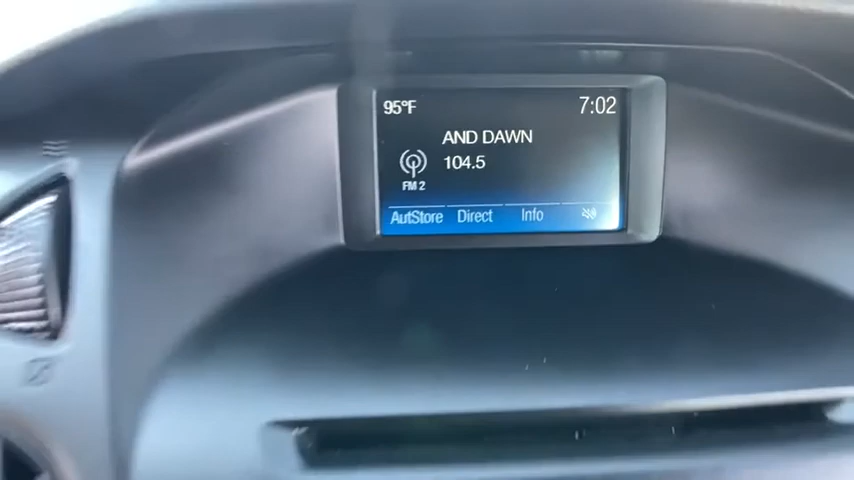 95°F 7:02
AND DAWN
104.5
FM 2
AutStore Direct Info